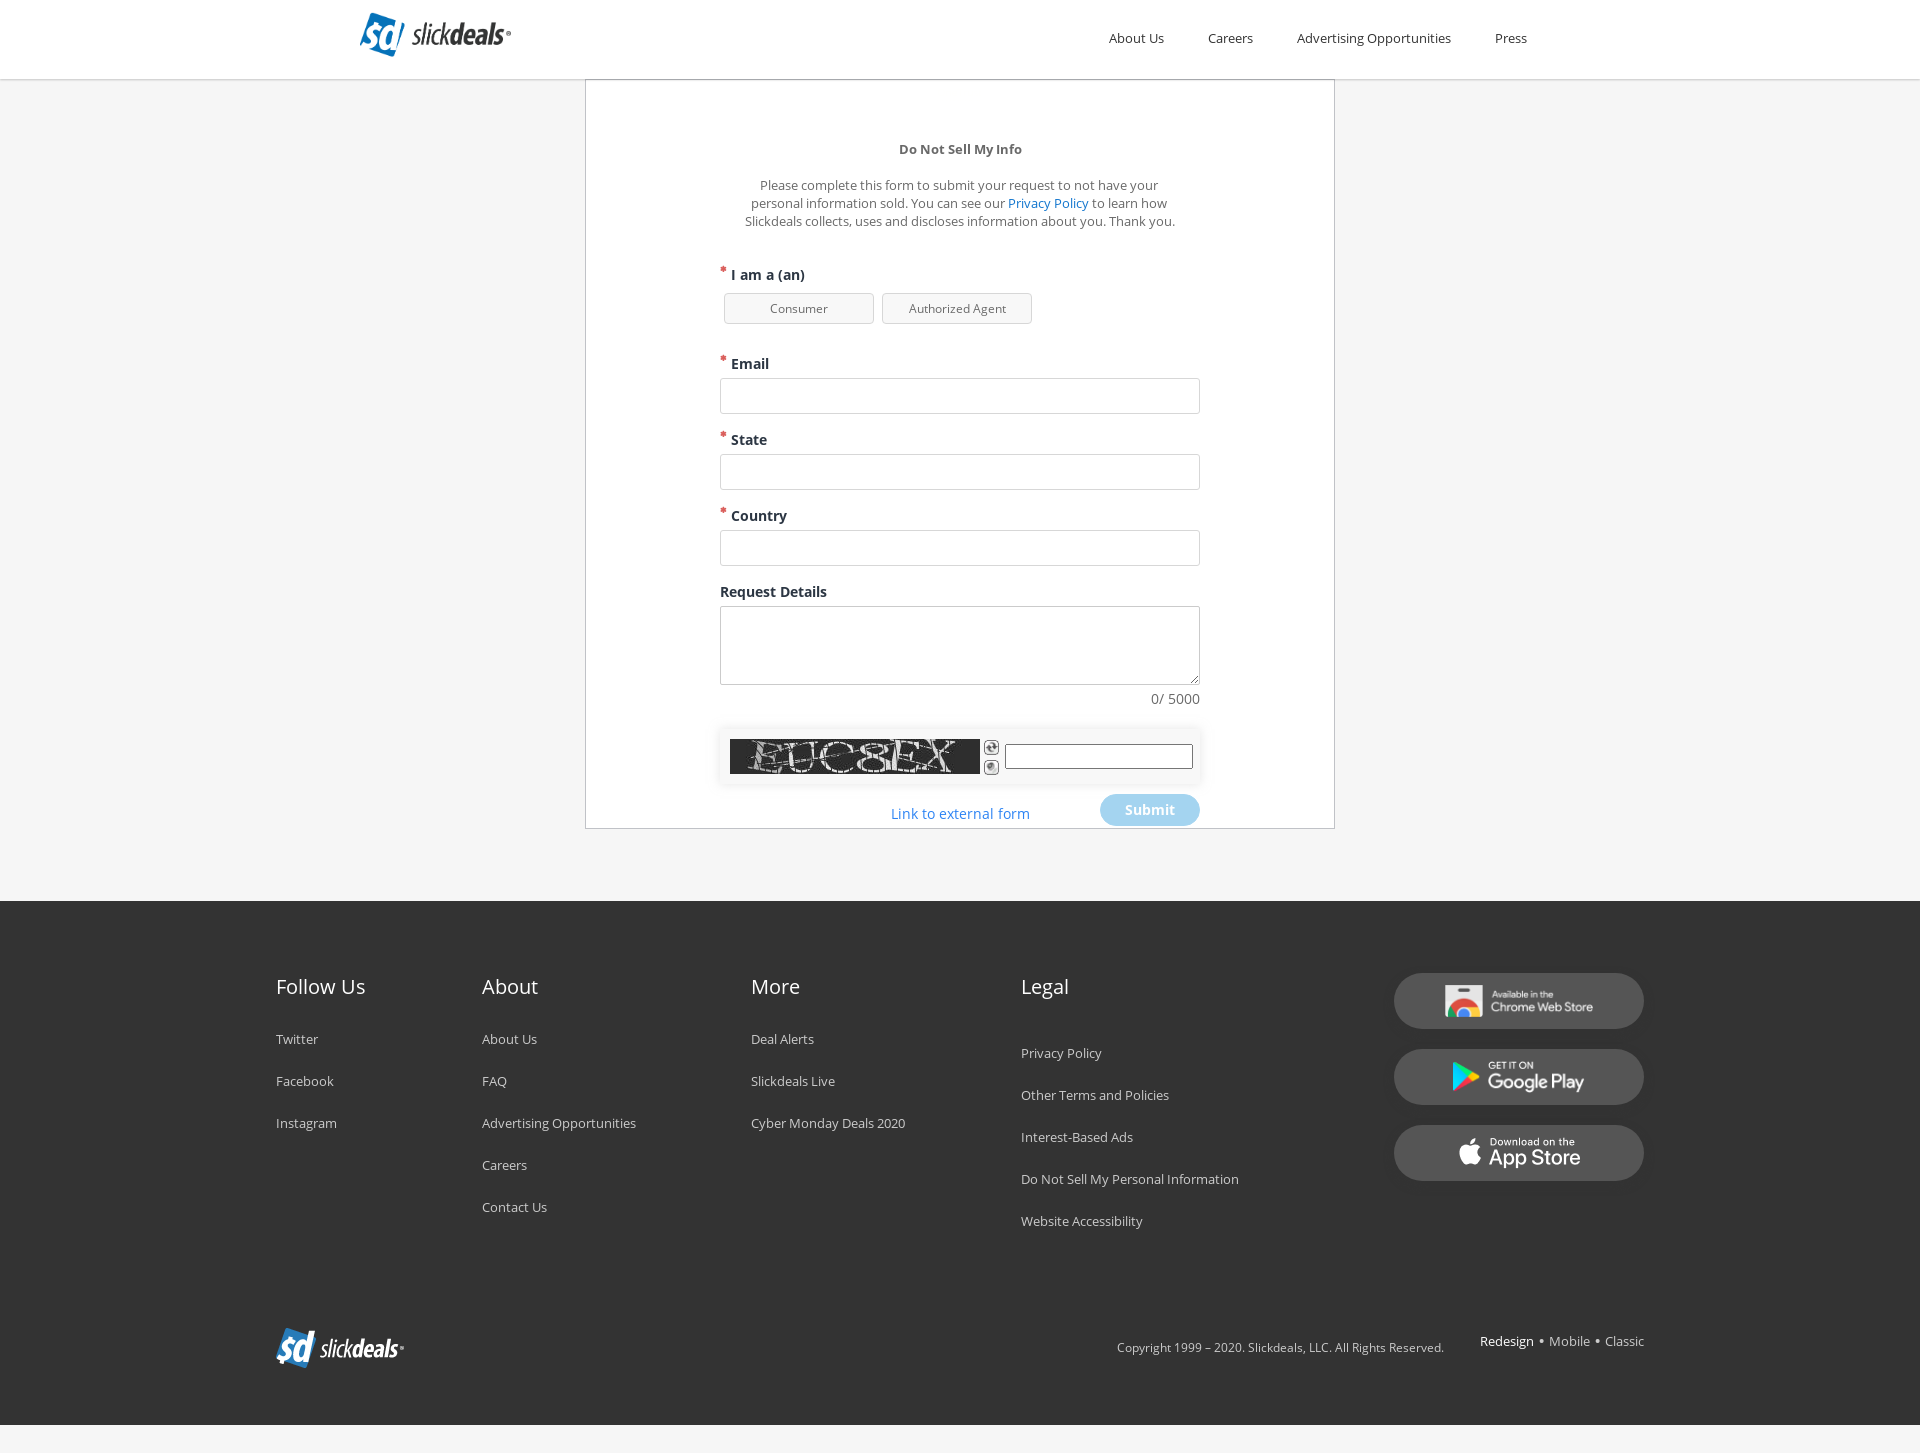 slickdeals
About Us
Careers
Advertising Opportunities
Press
Do Not Sell My Info
Please complete this form to submit your request to not have your
personal information sold. You can see our Privacy Policy to learn how
Slickdeals collects, uses and discloses information about you. Thank you.
* I am a (an)
Consumer
Authorized Agent
* Email
* State
* Country
Request Details
0/ 5000
EUC8EX
Link to external form
Submit
Follow Us
Twitter
Facebook
Instagram
About
About Us
FAQ
Advertising Opportunities
Careers
Contact Us
More
Deal Alerts
Slickdeals Live
Cyber Monday Deals 2020
Legal
Privacy Policy
Other Terms and Policies
Interest-Based Ads
Do Not Sell My Personal Information
Website Accessibility
Available in the
Chrome Web Store
GET IT ON
Google Play
Download on the
App Store
slickdeals
Copyright 1999 – 2020. Slickdeals, LLC. All Rights Reserved.
Redesign • Mobile • Classic